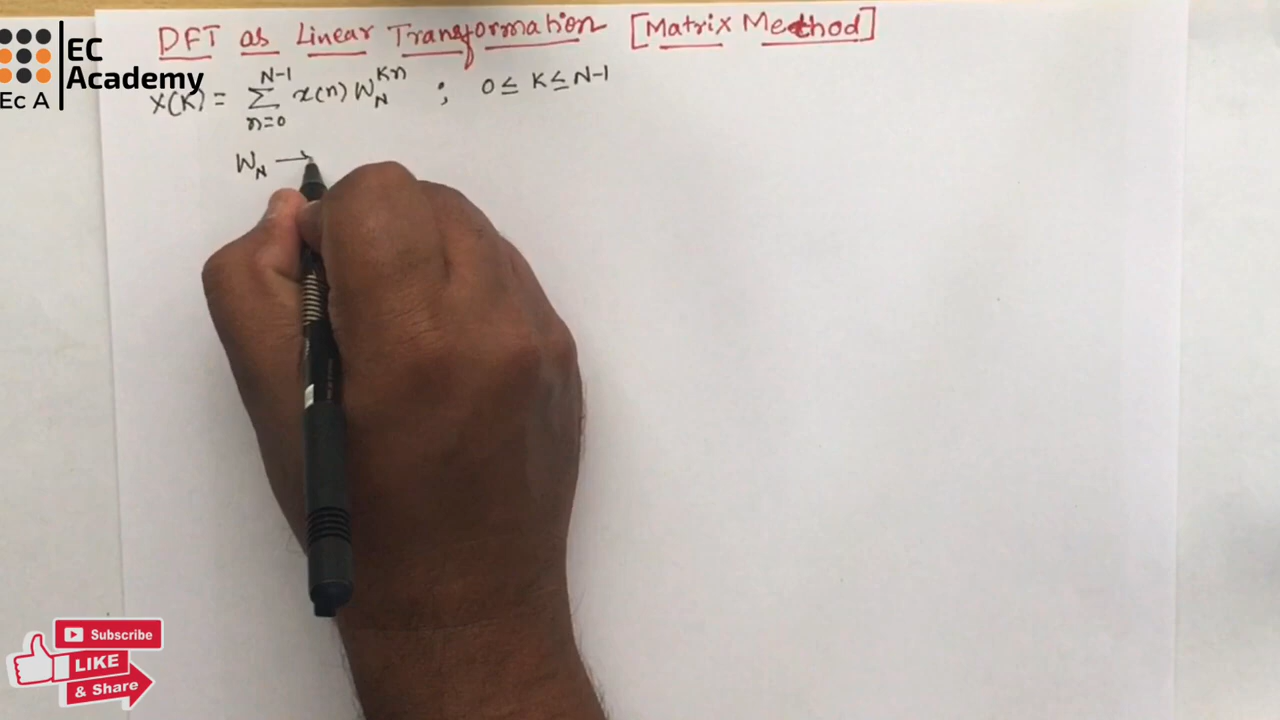 DFT as Linear Transformation [Matrix Method]
EC
Academy
Ec A
X(K) = \sum_{n=0}^{N-1} x(n) W_N^{Kn} ; 0 ≤ K ≤ N-1
W_N →
Subscribe
LIKE
& Share